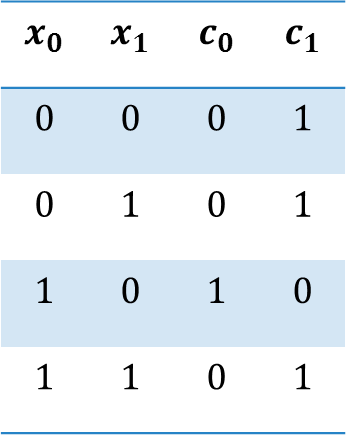 x₀ x₁ c₀ c₁
0 0 0 1
0 1 0 1
1 0 1 0
1 1 0 1